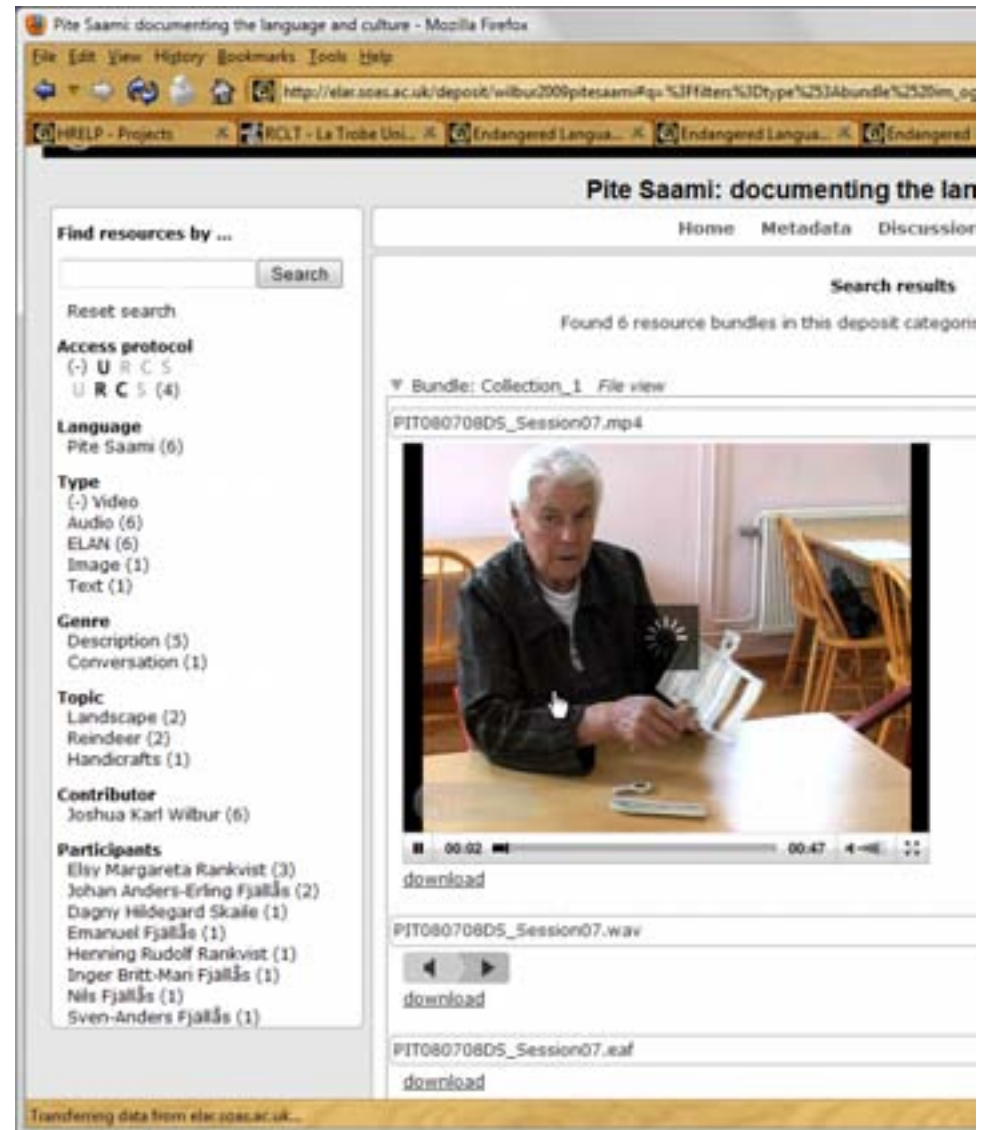 Pite Saami: documenting the language and culture - Mozilla Firefox
File Edit View History Bookmarks Tools Help
http://elar.soas.ac.uk/deposit/wilbur2009pitesaami#q=%3Ffilters%3Dtype%253Abundle%2520im_og
HRELP - Projects
RCLT - La Trobe Uni...
Endangered Langua...
Endangered Langua...
Endangered
Pite Saami: documenting the lan
Find resources by ...
Search
Reset search
Access protocol
(-) U R C S
U R C S (4)
Language
Pite Saami (6)
Type
(-) Video
Audio (6)
ELAN (6)
Image (1)
Text (1)
Genre
Description (5)
Conversation (1)
Topic
Landscape (2)
Reindeer (2)
Handicrafts (1)
Contributor
Joshua Karl Wilbur (6)
Participants
Elsy Margareta Rankvist (3)
Johan Anders-Erling Fjällås (2)
Dagny Hildegard Skaile (1)
Emanuel Fjällås (1)
Henning Rudolf Rankvist (1)
Inger Britt-Mari Fjällås (1)
Nils Fjällås (1)
Sven-Anders Fjällås (1)
Home Metadata Discussion
Search results
Found 6 resource bundles in this deposit categoris
Bundle: Collection_1 File view
PIT080708DS_Session07.mp4
00:02 00:47
download
PIT080708DS_Session07.wav
download
PIT080708DS_Session07.eaf
download
Transferring data from elar.soas.ac.uk...